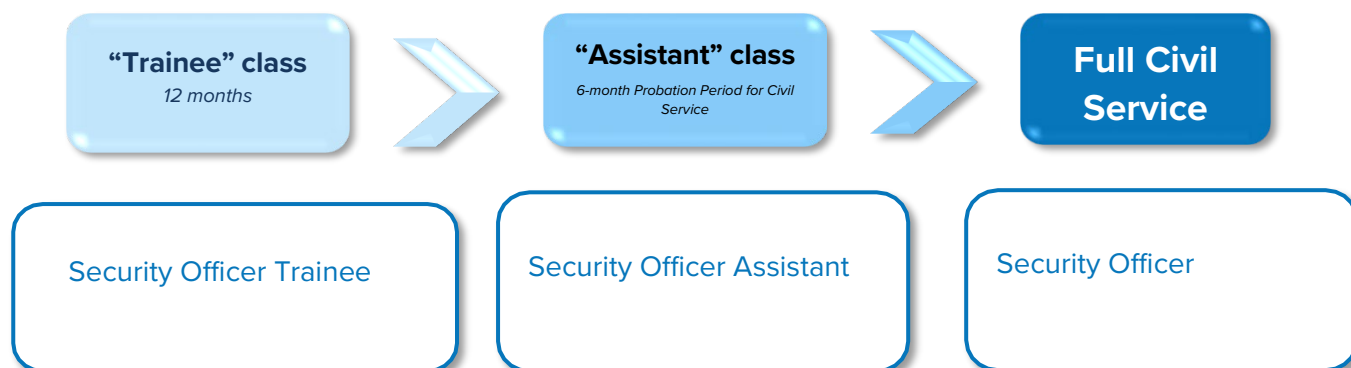 “Trainee” class
12 months
“Assistant” class
6-month Probation Period for Civil
Service
Full Civil
Service
Security Officer Trainee
Security Officer Assistant
Security Officer